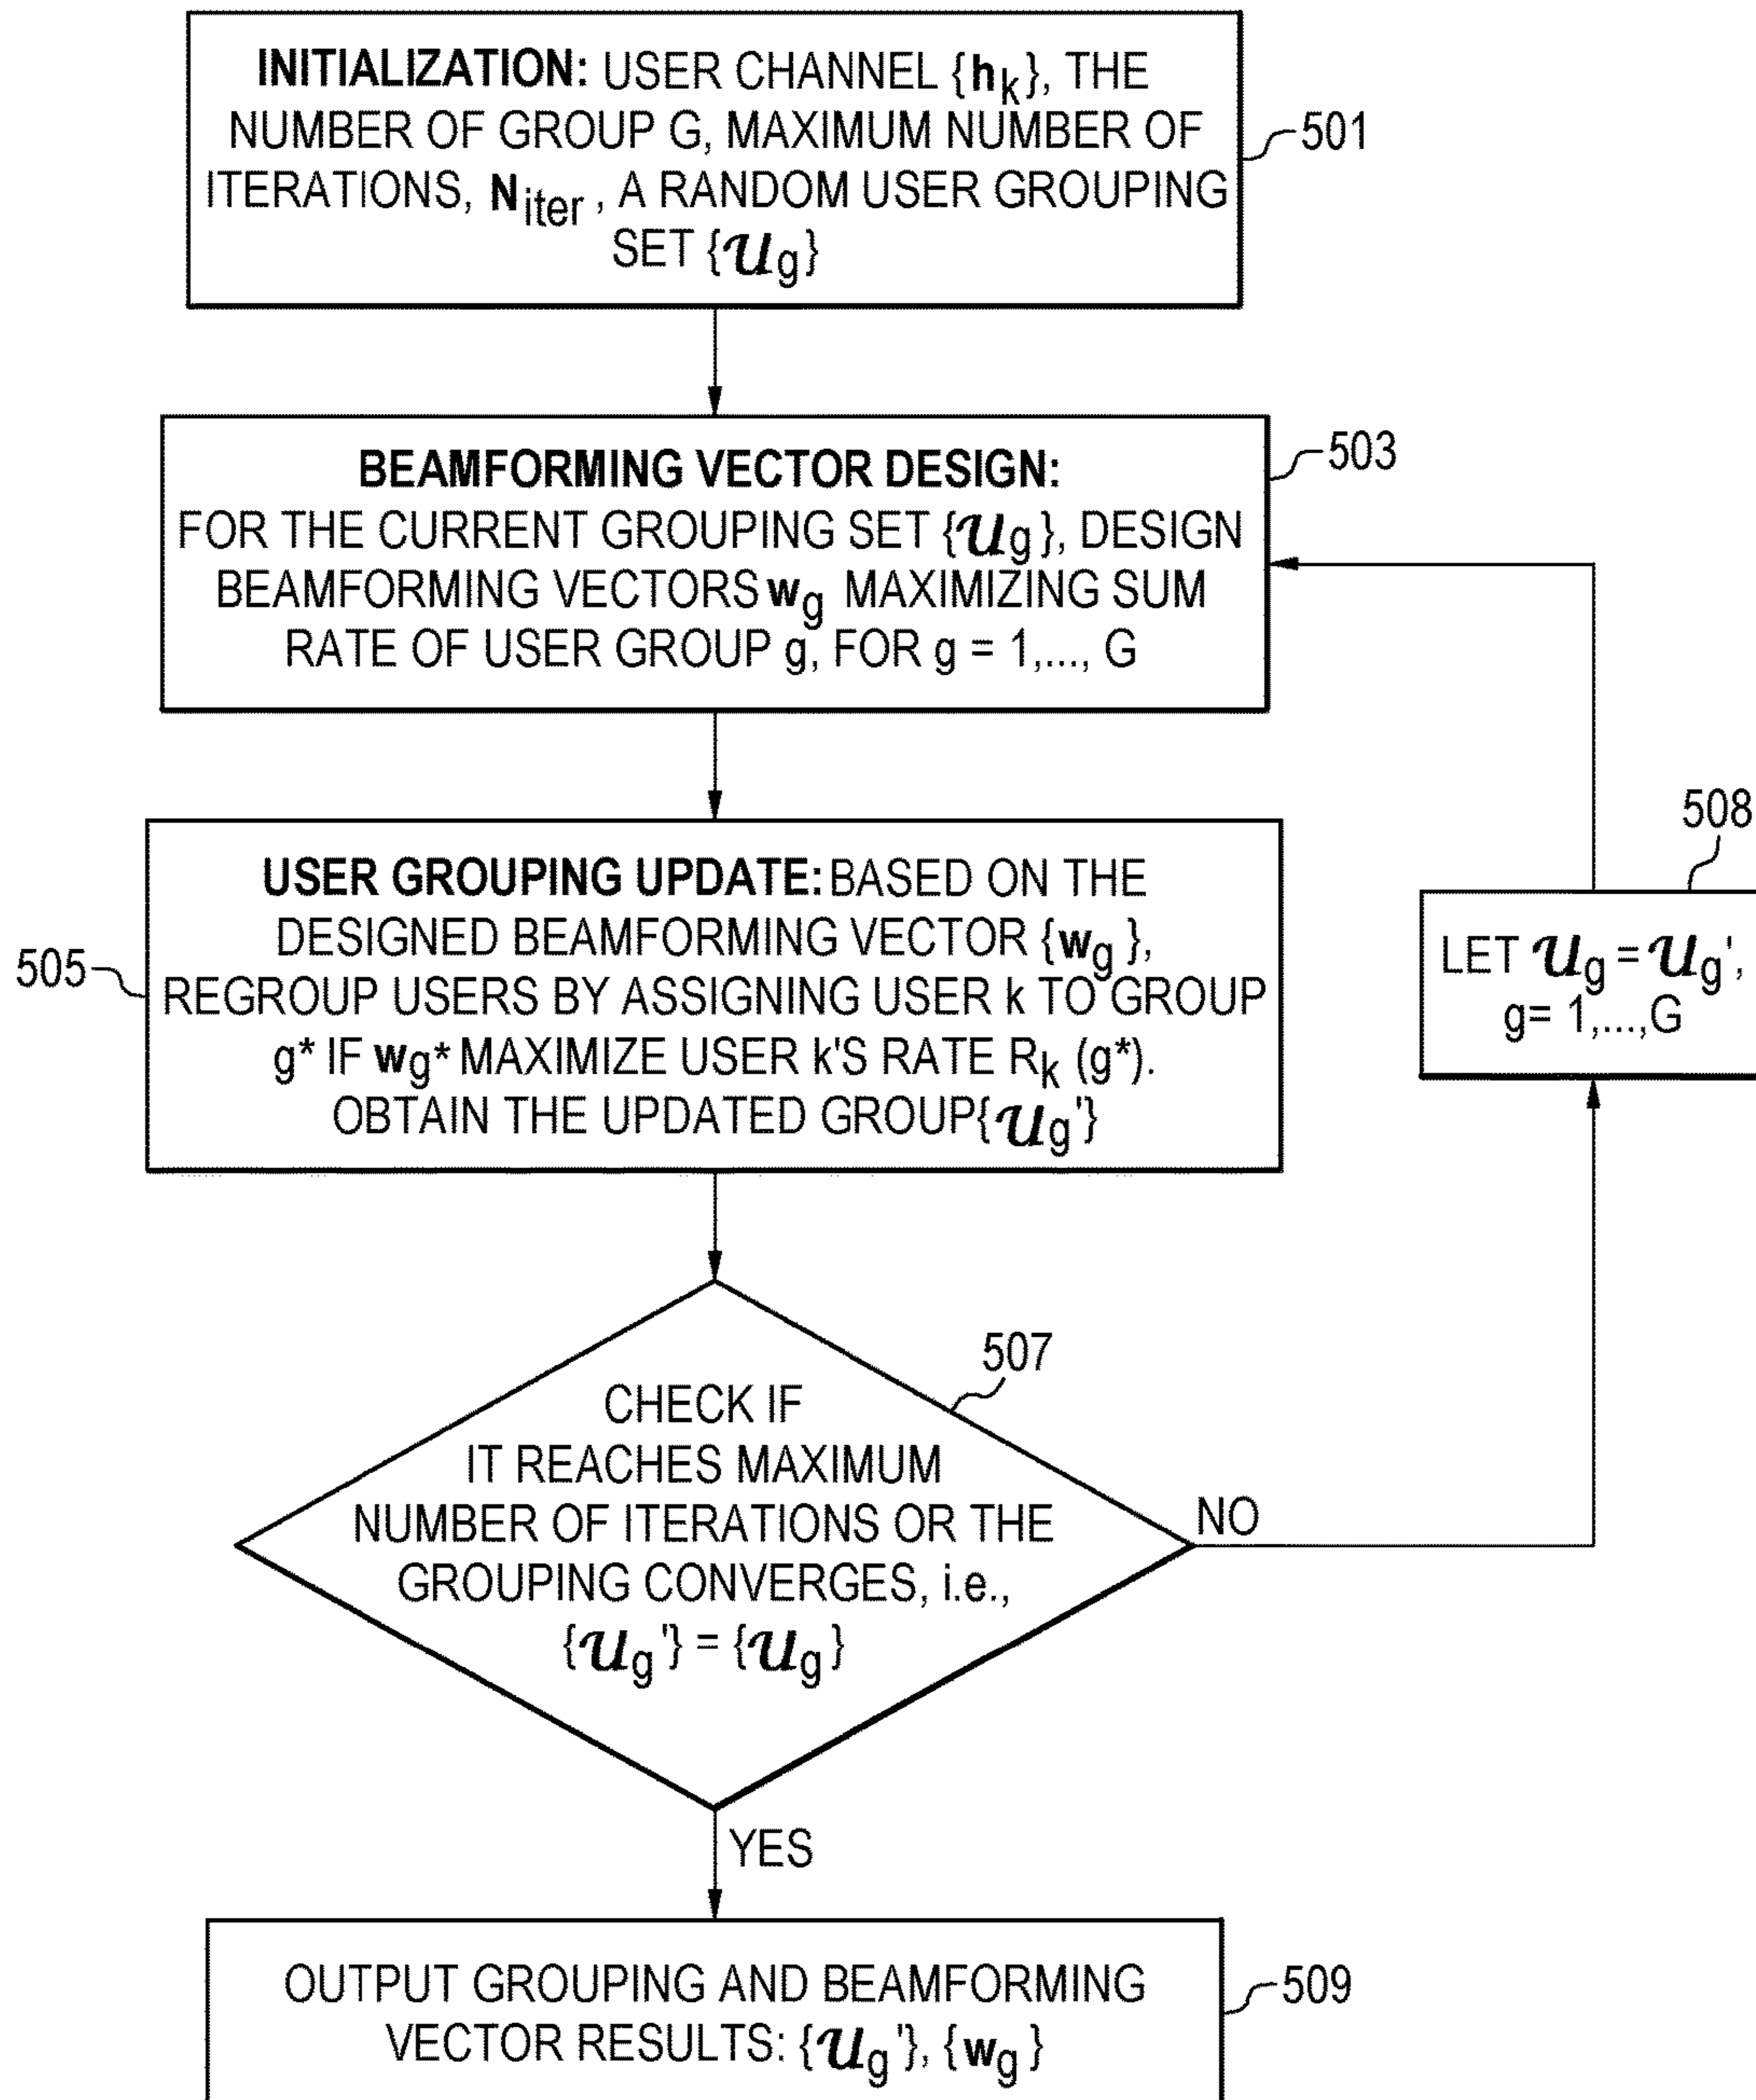 INITIALIZATION: USER CHANNEL {hk}, THE
NUMBER OF GROUP G, MAXIMUM NUMBER OF
ITERATIONS, Niter, A RANDOM USER GROUPING
SET {𝓤g}
501
BEAMFORMING VECTOR DESIGN:
FOR THE CURRENT GROUPING SET {𝓤g}, DESIGN
BEAMFORMING VECTORS wg MAXIMIZING SUM
RATE OF USER GROUP g, FOR g = 1,..., G
503
USER GROUPING UPDATE: BASED ON THE
DESIGNED BEAMFORMING VECTOR {wg},
REGROUP USERS BY ASSIGNING USER k TO GROUP
g* IF wg* MAXIMIZE USER k'S RATE Rk (g*).
OBTAIN THE UPDATED GROUP{𝓤g'}
505
508
LET 𝓤g = 𝓤g',
g= 1,...,G
507
CHECK IF
IT REACHES MAXIMUM
NUMBER OF ITERATIONS OR THE
GROUPING CONVERGES, i.e.,
{𝓤g'} = {𝓤g}
NO
YES
OUTPUT GROUPING AND BEAMFORMING
VECTOR RESULTS: {𝓤g'}, {wg}
509